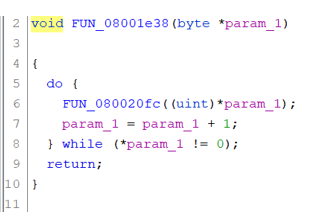 2 void FUN_08001e38(byte *param_1)
3
4 {
5 do {
6 FUN_080020fc((uint)*param_1);
7 param_1 = param_1 + 1;
8 } while (*param_1 != 0);
9 return;
10 }
11